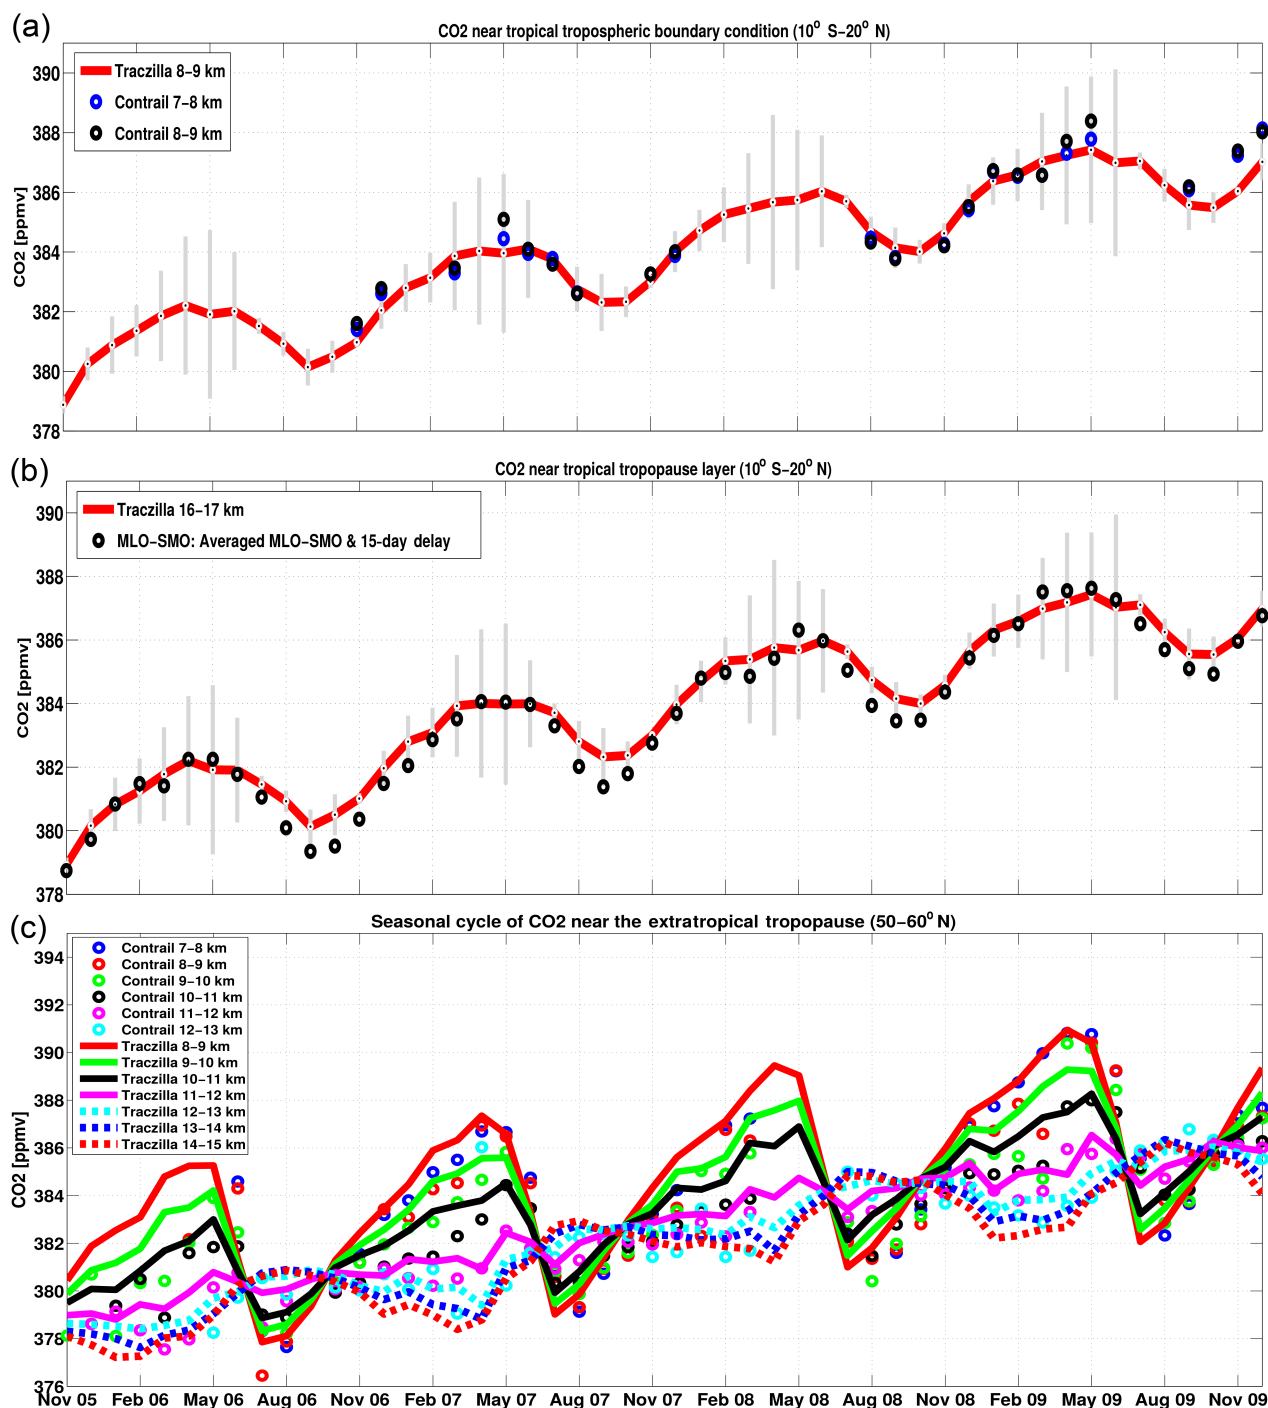 (a)
CO2 near tropical tropospheric boundary condition (10° S−20° N)
Traczilla 8−9 km
Contrail 7−8 km
Contrail 8−9 km
CO2 [ppmv]
390
388
386
384
382
380
378
(b)
CO2 near tropical tropopause layer (10° S−20° N)
Traczilla 16−17 km
MLO−SMO: Averaged MLO−SMO & 15-day delay
CO2 [ppmv]
390
388
386
384
382
380
378
(c)
Seasonal cycle of CO2 near the extratropical tropopause (50−60° N)
Contrail 7−8 km
Contrail 8−9 km
Contrail 9−10 km
Contrail 10−11 km
Contrail 11−12 km
Contrail 12−13 km
Traczilla 8−9 km
Traczilla 9−10 km
Traczilla 10−11 km
Traczilla 11−12 km
Traczilla 12−13 km
Traczilla 13−14 km
Traczilla 14−15 km
CO2 [ppmv]
394
392
390
388
386
384
382
380
378
376
Nov 05 Feb 06 May 06 Aug 06 Nov 06 Feb 07 May 07 Aug 07 Nov 07 Feb 08 May 08 Aug 08 Nov 08 Feb 09 May 09 Aug 09 Nov 09